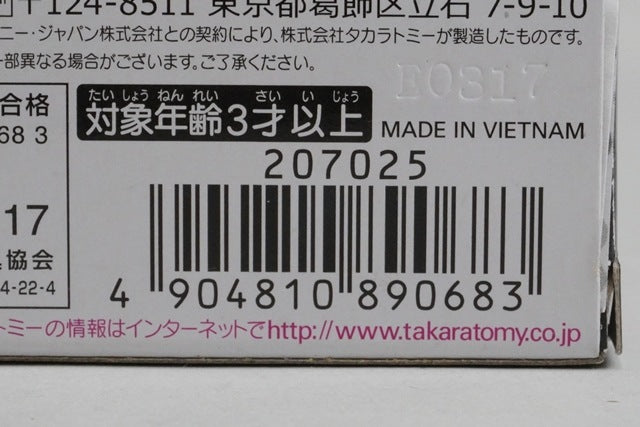 〒124-8511 東京都葛飾区立石 7-9-10
ニー・ジャパン株式会社との契約により、株式会社タカラトミーが製造したものです。
一部異なる場合がございます。ご了承ください。
E0317
合格
68 3
17
協会
4-22-4
たい しょう ねん れい さい い じょう
対象年齢3才以上
MADE IN VIETNAM
207025
4 904810 890683
トミーの情報はインターネットでhttp://www.takaratomy.co.jp